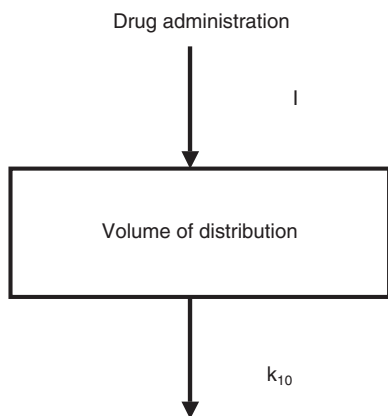 Drug administration
I
Volume of distribution
k₁₀